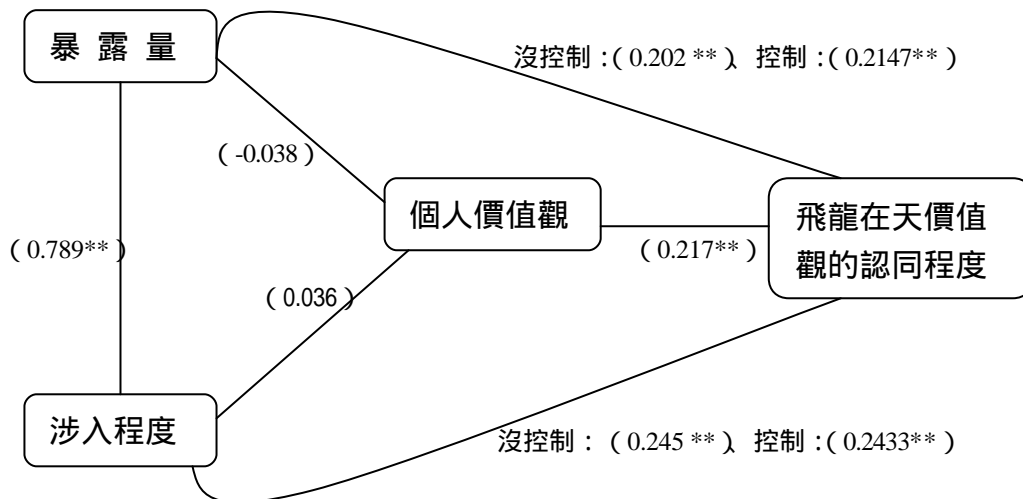 暴 露 量
沒控制：( 0.202 ** )、控制：( 0.2147** )
( -0.038 )
個人價值觀
飛龍在天價值
觀的認同程度
( 0.789** )
( 0.217** )
( 0.036 )
涉入程度
沒控制： ( 0.245 ** )、控制：( 0.2433** )